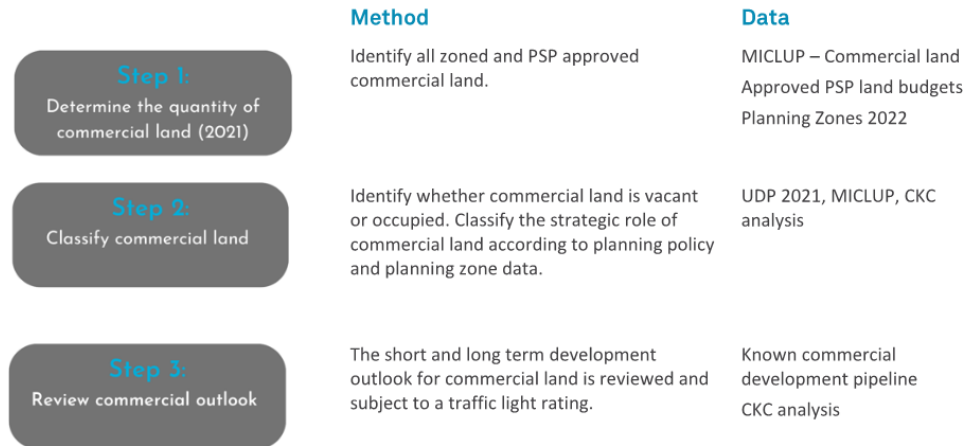 Method
Data
Step 1:
Determine the quantity of
commercial land (2021)
Identify all zoned and PSP approved
commercial land.
MICLUP – Commercial land
Approved PSP land budgets
Planning Zones 2022
Step 2:
Classify commercial land
Identify whether commercial land is vacant
or occupied. Classify the strategic role of
commercial land according to planning policy
and planning zone data.
UDP 2021, MICLUP, CKC
analysis
Step 3:
Review commercial outlook
The short and long term development
outlook for commercial land is reviewed and
subject to a traffic light rating.
Known commercial
development pipeline
CKC analysis